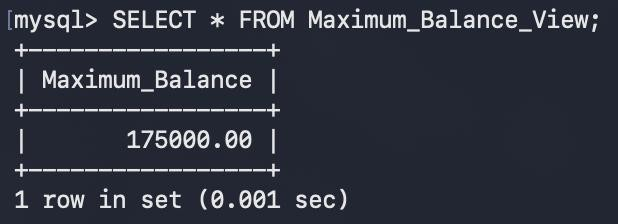 [mysql> SELECT * FROM Maximum_Balance_View;
+-----------------+
| Maximum_Balance |
+-----------------+
|       175000.00 |
+-----------------+
1 row in set (0.001 sec)